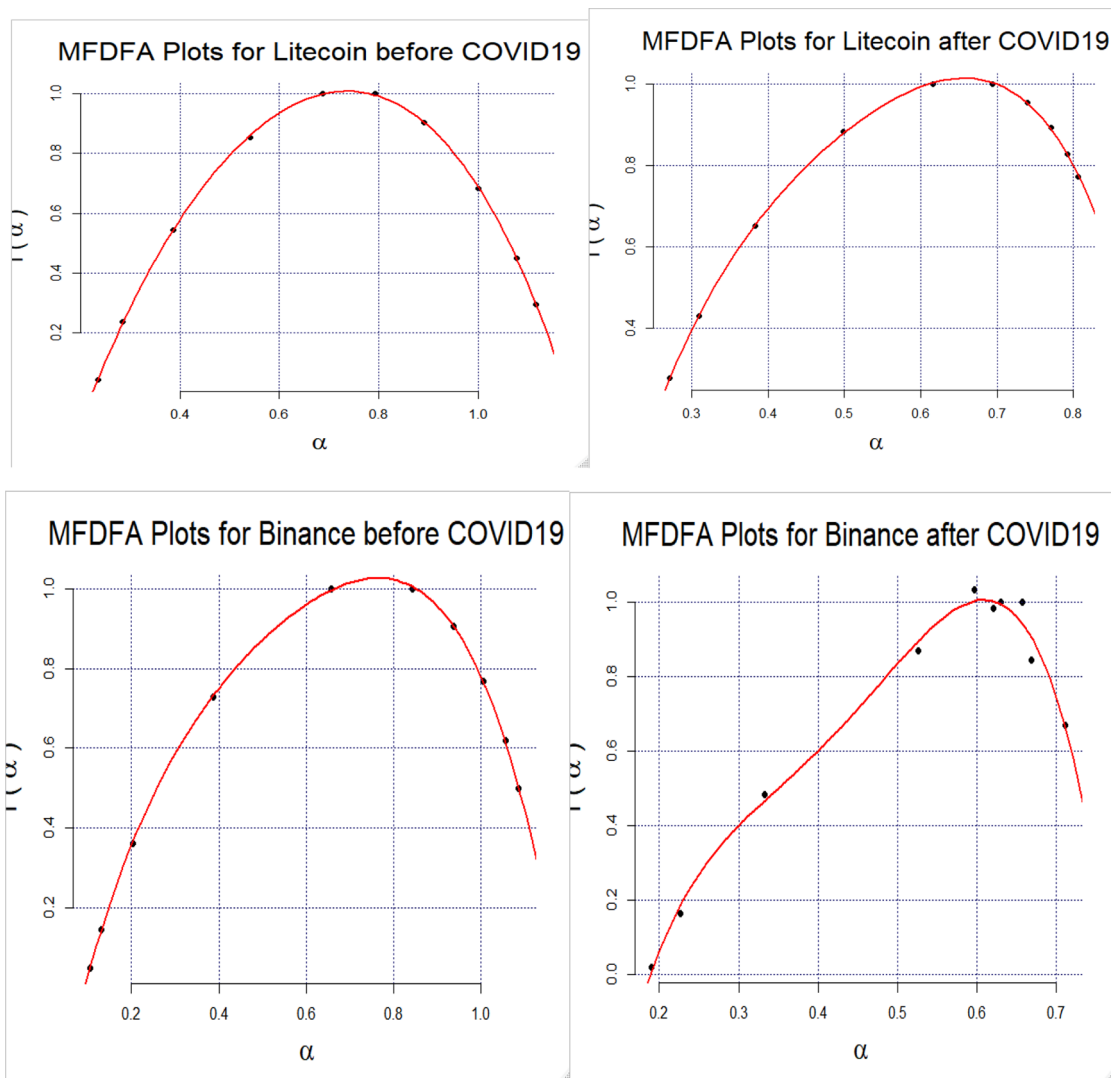 MFDFA Plots for Litecoin before COVID19
1.0
0.8
0.6
0.4
0.2
0.4 0.6 0.8 1.0
α
MFDFA Plots for Litecoin after COVID19
1.0
0.8
0.6
0.4
0.3 0.4 0.5 0.6 0.7 0.8
α
MFDFA Plots for Binance before COVID19
1.0
0.8
0.6
0.4
0.2
0.2 0.4 0.6 0.8 1.0
α
MFDFA Plots for Binance after COVID19
1.0
0.8
0.6
0.4
0.2
0.0
0.2 0.3 0.4 0.5 0.6 0.7
α